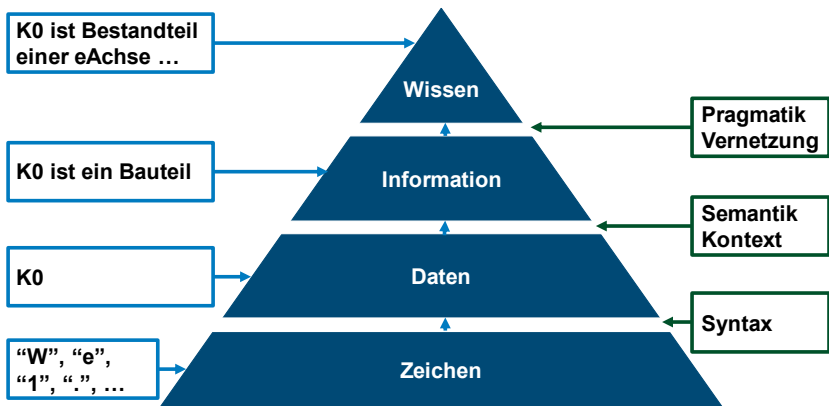 K0 ist Bestandteil
einer eAchse …
Wissen
Pragmatik
Vernetzung
K0 ist ein Bauteil
Information
Semantik
Kontext
K0
Daten
Syntax
“W”, “e”,
“1”, “.”, …
Zeichen